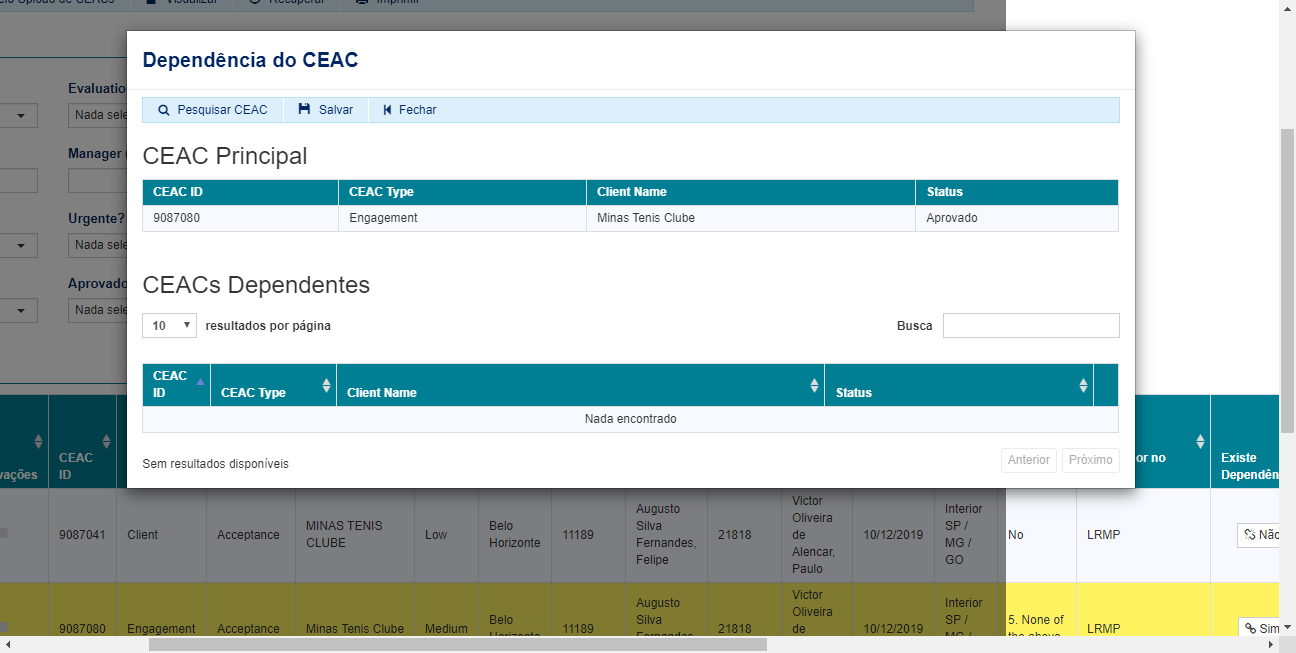 Visualizar
Recuperar
Imprimir
Dependência do CEAC
Pesquisar CEAC Salvar Fechar
CEAC Principal
CEAC ID CEAC Type Client Name Status
9087080 Engagement Minas Tenis Clube Aprovado
CEACs Dependentes
10 resultados por página Busca
CEAC
ID CEAC Type Client Name Status
Nada encontrado
Sem resultados disponíveis Anterior Próximo
Nada sele
Manager
Urgente?
Nada sele
Nada sele
CEAC
ID
or no
Existe
9087041 Client Acceptance
MINAS TENIS
CLUBE
Low
Belo
Horizonte
11189
Augusto
Silva
Fernandes,
Felipe
21818
Victor
Oliveira
de
Alencar,
Paulo
10/12/2019
Interior
SP /
MG /
GO
No
LRMP
Não
9087080 Engagement Acceptance Minas Tenis Clube Medium
Belo
Horizonte
11189
Augusto
Silva
Fernandes
21818
Victor
Oliveira
de
10/12/2019
Interior
SP /
MG /
5. None of
the above
LRMP
Sim